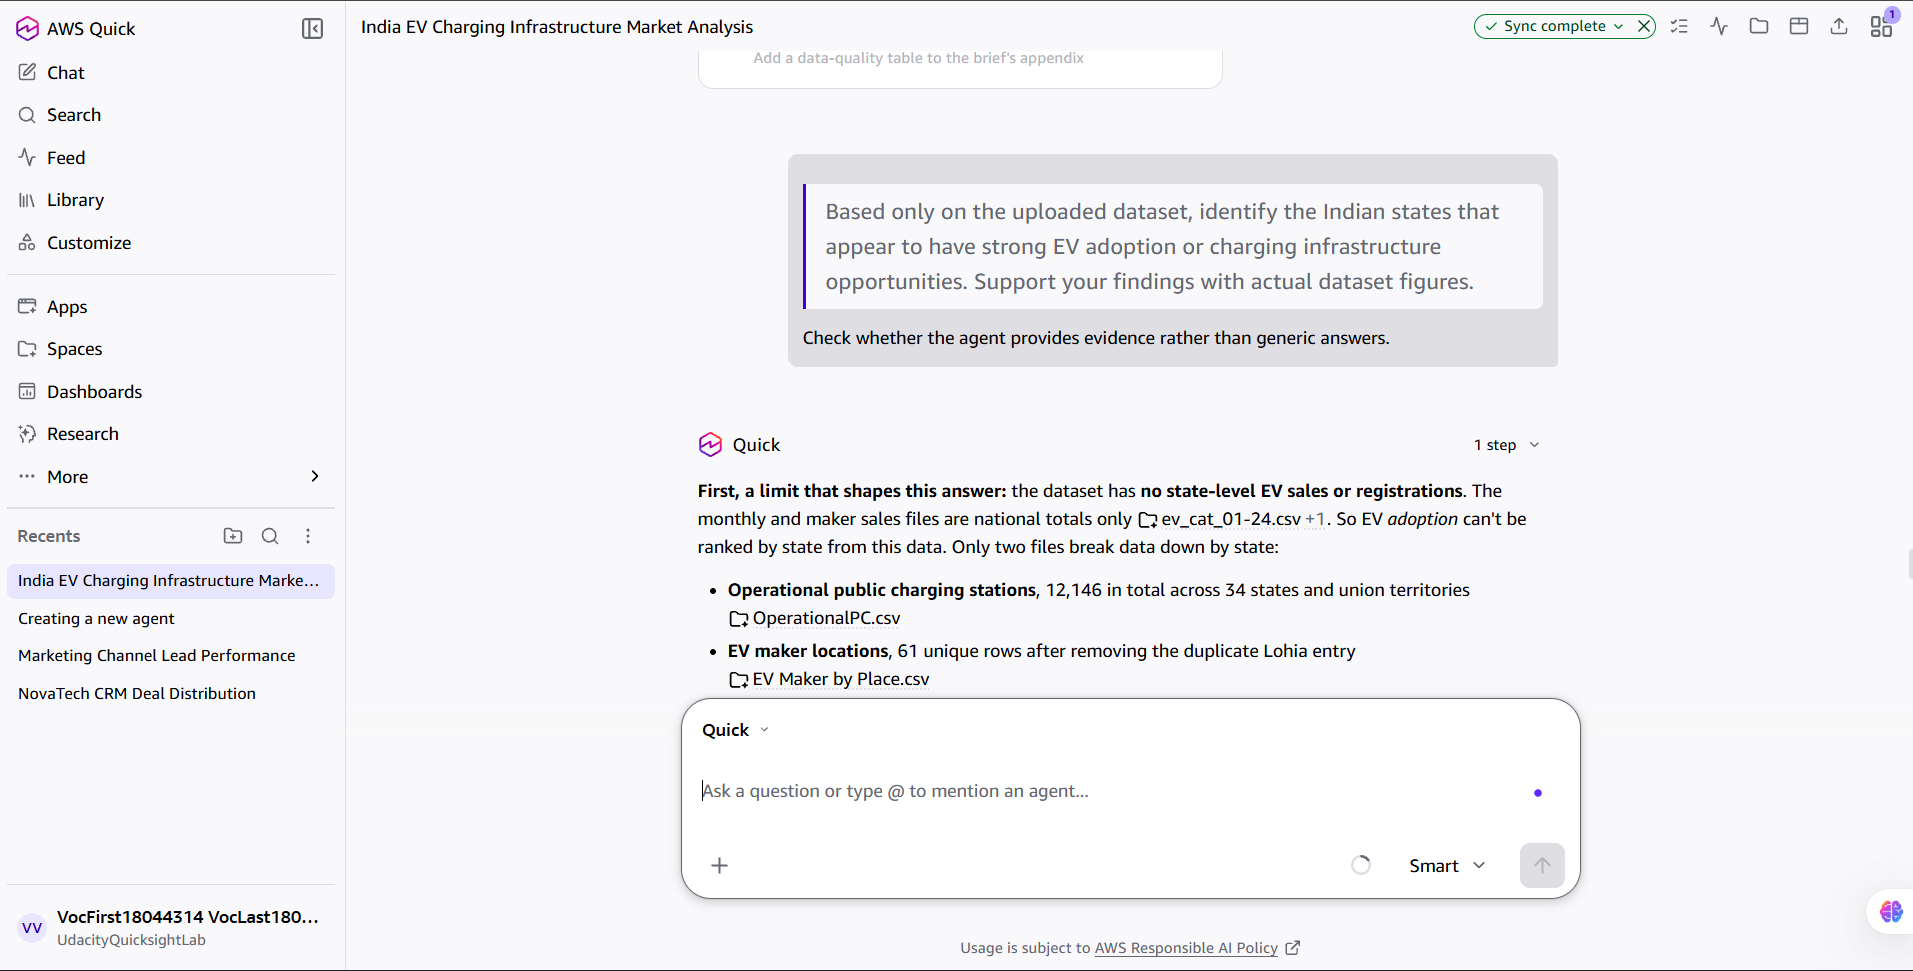 AWS Quick
Chat
Search
Feed
Library
Customize
Apps
Spaces
Dashboards
Research
More
Recents
India EV Charging Infrastructure Marke...
Creating a new agent
Marketing Channel Lead Performance
NovaTech CRM Deal Distribution
VV
VocFirst18044314 VocLast180...
UdacityQuicksightLab
India EV Charging Infrastructure Market Analysis
Sync complete
1
Add a data-quality table to the brief's appendix
Based only on the uploaded dataset, identify the Indian states that
appear to have strong EV adoption or charging infrastructure
opportunities. Support your findings with actual dataset figures.
Check whether the agent provides evidence rather than generic answers.
Quick
1 step
First, a limit that shapes this answer: the dataset has no state-level EV sales or registrations. The
monthly and maker sales files are national totals only ev_cat_01-24.csv +1. So EV adoption can't be
ranked by state from this data. Only two files break data down by state:
• Operational public charging stations, 12,146 in total across 34 states and union territories
OperationalPC.csv
• EV maker locations, 61 unique rows after removing the duplicate Lohia entry
EV Maker by Place.csv
Quick
Ask a question or type @ to mention an agent...
Smart
Usage is subject to AWS Responsible AI Policy